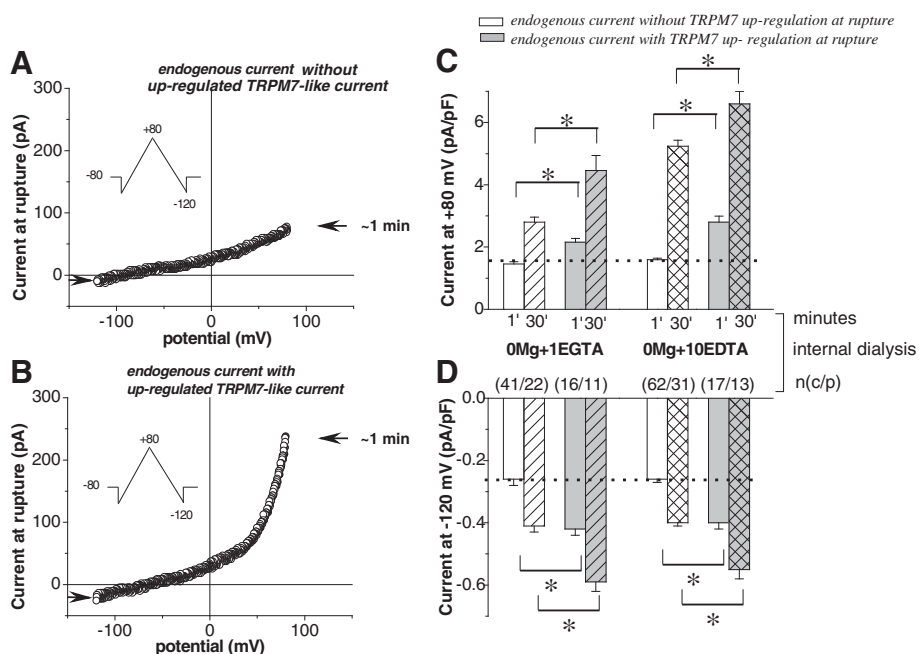 endogenous current without TRPM7 up-regulation at rupture
endogenous current with TRPM7 up- regulation at rupture
A
endogenous current without
up-regulated TRPM7-like current
300
200
100
0
Current at rupture (pA)
+80
-80
-120
~1 min
-100
0
100
potential (mV)
B
endogenous current with
up-regulated TRPM7-like current
300
200
100
0
Current at rupture (pA)
+80
-80
-120
~1 min
-100
0
100
potential (mV)
C
Current at +80 mV (pA/pF)
6
4
2
0
* * * *
1' 30' 1' 30' 1' 30' 1' 30'
minutes
0Mg+1EGTA 0Mg+10EDTA
internal dialysis
D
(41/22) (16/11) (62/31) (17/13)
n(c/p)
Current at -120 mV (pA/pF)
-0.2
-0.4
-0.6
* * * *